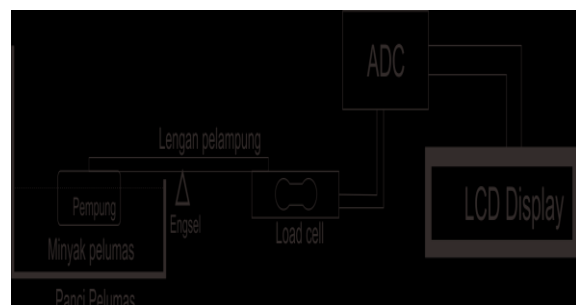 ADC
Lengan pelampung
LCD Display
Pempung
Engsel
Load cell
Minyak pelumas
Panci Pelumas